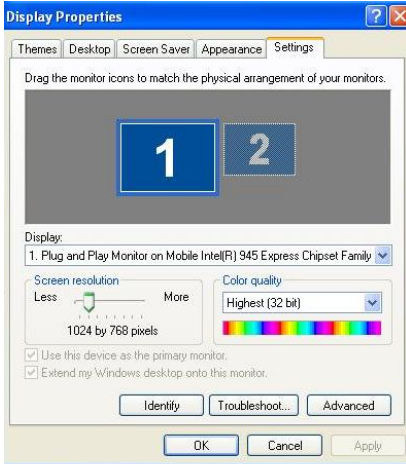 Display Properties
Themes Desktop Screen Saver Appearance Settings
Drag the monitor icons to match the physical arrangement of your monitors.
1 2
Display:
1. Plug and Play Monitor on Mobile Intel(R) 945 Express Chipset Family
Screen resolution
Less More
1024 by 768 pixels
Color quality
Highest (32 bit)
Use this device as the primary monitor.
Extend my Windows desktop onto this monitor.
Identify Troubleshoot... Advanced
OK Cancel Apply